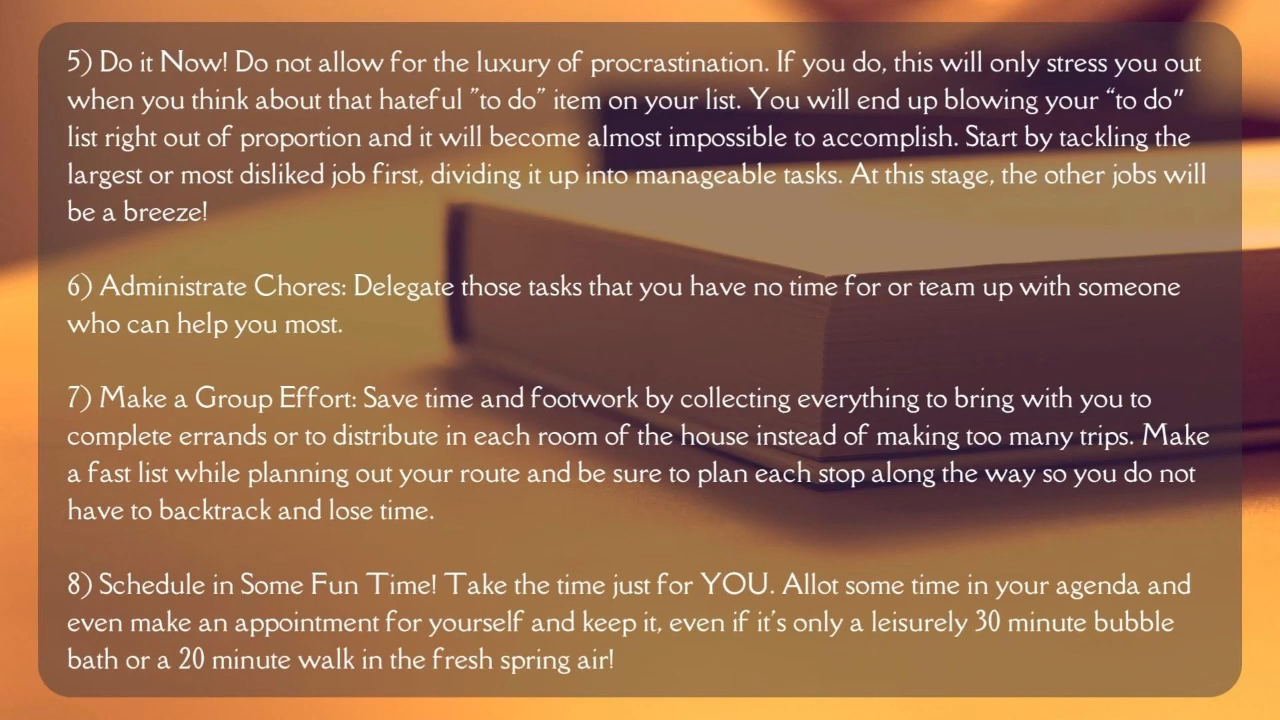 5) Do it Now! Do not allow for the luxury of procrastination. If you do, this will only stress you out
when you think about that hateful ”to do” item on your list. You will end up blowing your “to do"
list right out of proportion and it will become almost impossible to accomplish. Start by tackling the
largest or most disliked job first, dividing it up into manageable tasks. At this stage, the other jobs will
be a breeze!
6) Administrate Chores: Delegate those tasks that you have no time for or team up with someone
who can help you most.
7) Make a Group Effort: Save time and footwork by collecting everything to bring with you to
complete errands or to distribute in each room of the house instead of making too many trips. Make
a fast list while planning out your route and be sure to plan each stop along the way so you do not
have to backtrack and lose time.
8) Schedule in Some Fun Time! Take the time just for YOU. Allot some time in your agenda and
even make an appointment for yourself and keep it, even if it’s only a leisurely 30 minute bubble
bath or a 20 minute walk in the fresh spring air!